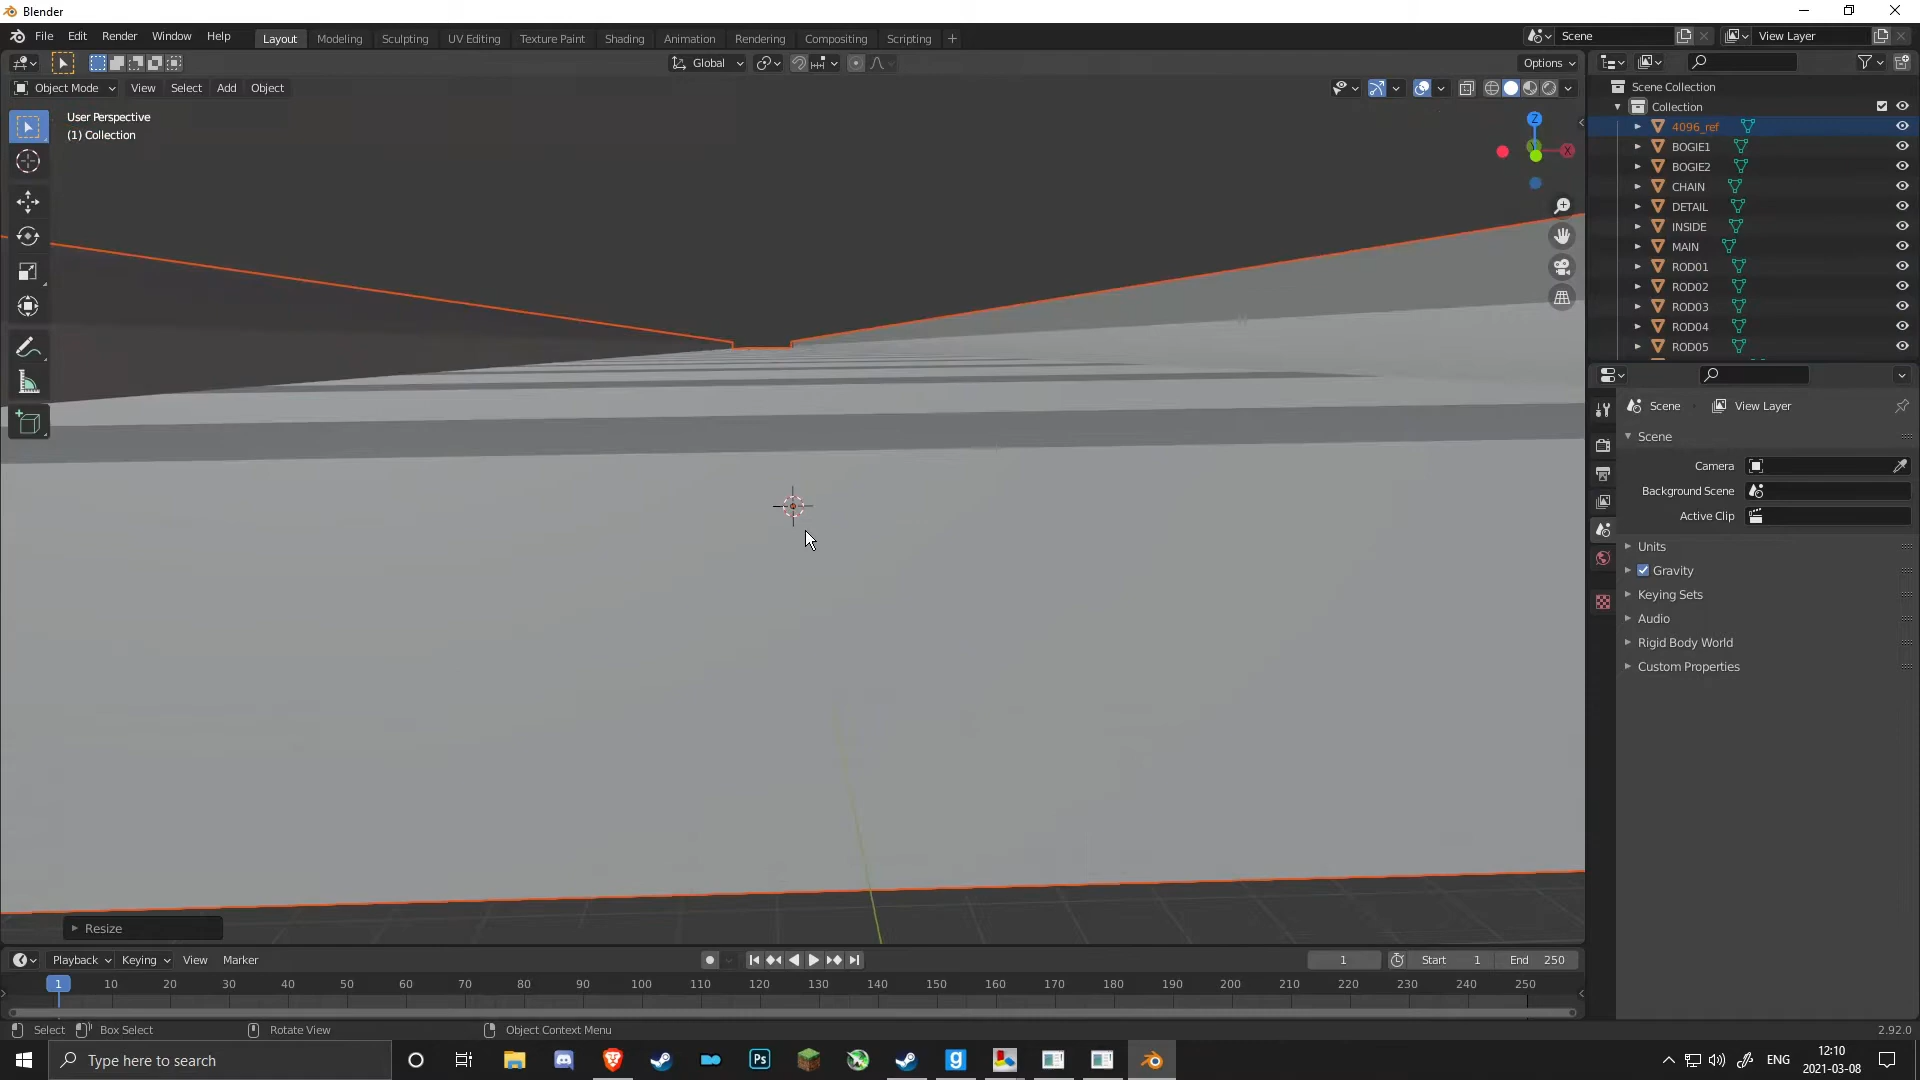 Blender
File Edit Render Window Help
Layout Modeling Sculpting UV Editing Texture Paint Shading Animation Rendering Compositing Scripting +
Scene
View Layer
Global
Options
Object Mode View Select Add Object
User Perspective
(1) Collection
Z
X
Scene Collection
Collection
4096_ref
BOGIE1
BOGIE2
CHAIN
DETAIL
INSIDE
MAIN
ROD01
ROD02
ROD03
ROD04
ROD05
Scene View Layer
Scene
Camera
Background Scene
Active Clip
Units
Gravity
Keying Sets
Audio
Rigid Body World
Custom Properties
Resize
Playback Keying View Marker
1
Start 1 End 250
1 10 20 30 40 50 60 70 80 90 100 110 120 130 140 150 160 170 180 190 200 210 220 230 240 250
Select Box Select Rotate View Object Context Menu 2.92.0
Type here to search
Ps
g
ENG
12:10
2021-03-08